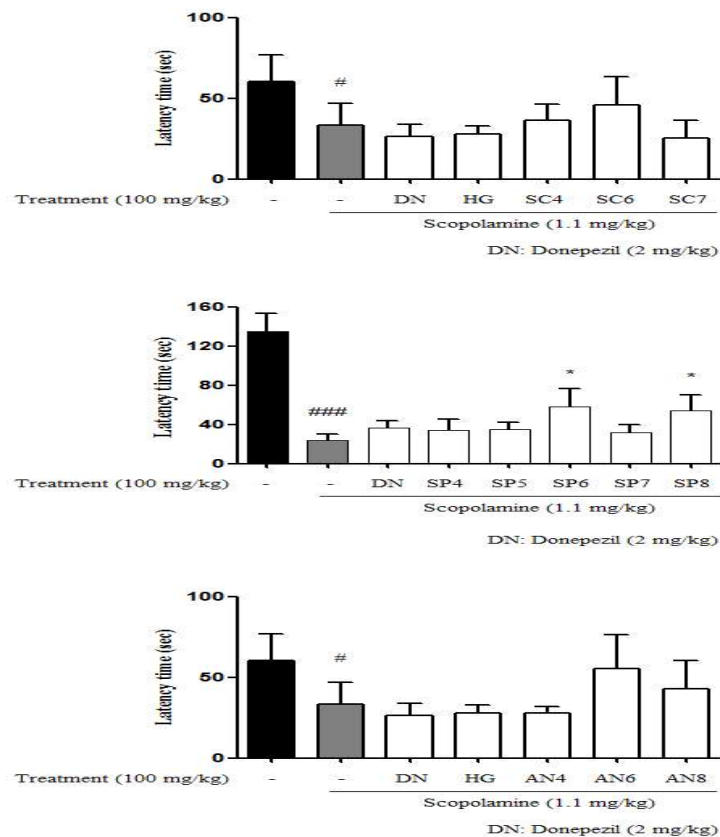 100
#
50
0
Latency time (sec)
Treatment (100 mg/kg) - - DN HG SC4 SC6 SC7
Scopolamine (1.1 mg/kg)
DN: Donepezil (2 mg/kg)
160
120
80 * *
###
40
0
Latency time (sec)
Treatment (100 mg/kg) - - DN SP4 SP5 SP6 SP7 SP8
Scopolamine (1.1 mg/kg)
DN: Donepezil (2 mg/kg)
100
#
50
0
Latency time (sec)
Treatment (100 mg/kg) - - DN HG AN4 AN6 AN8
Scopolamine (1.1 mg/kg)
DN: Donepezil (2 mg/kg)